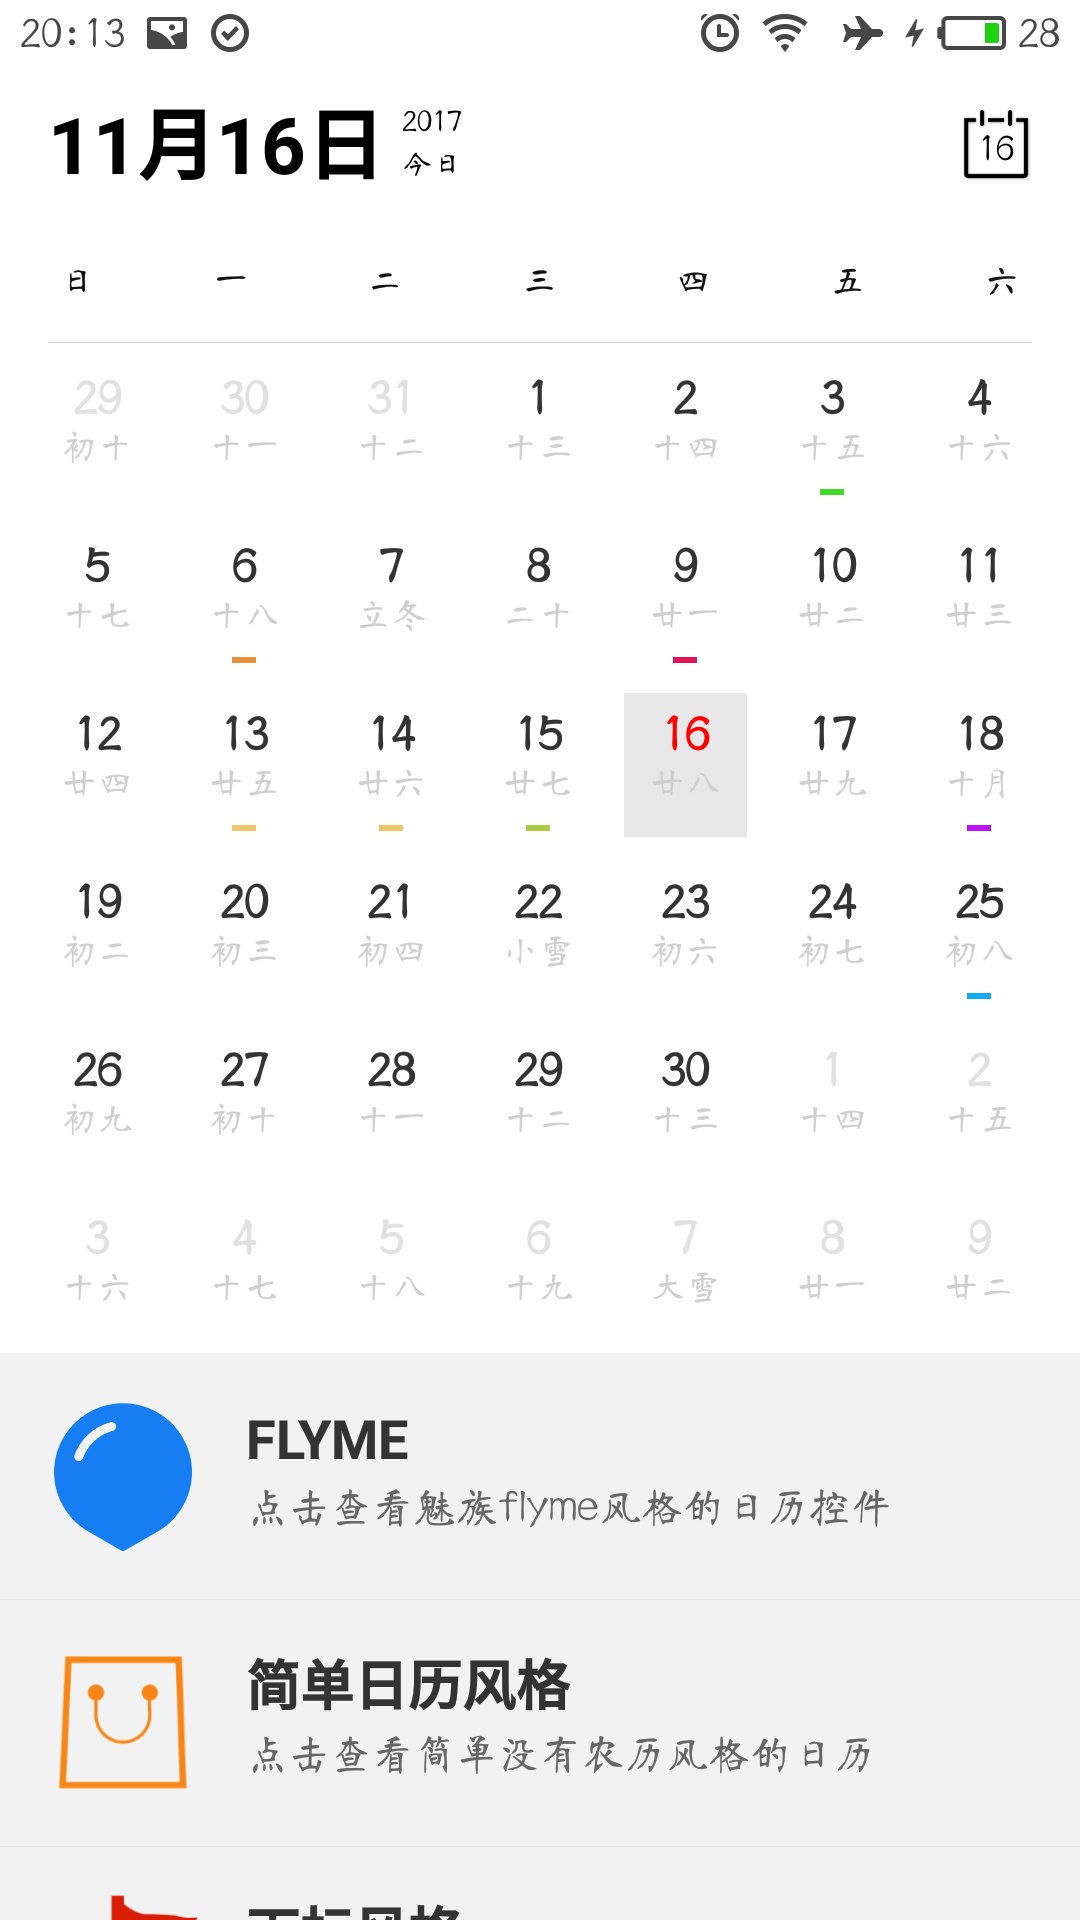 20:13 28
11月16日 2017
今日
16
日 一 二 三 四 五 六
29 30 31 1 2 3 4
初十 十一 十二 十三 十四 十五 十六
5 6 7 8 9 10 11
十七 十八 立冬 二十 廿一 廿二 廿三
12 13 14 15 16 17 18
廿四 廿五 廿六 廿七 廿八 廿九 十月
19 20 21 22 23 24 25
初二 初三 初四 小雪 初六 初七 初八
26 27 28 29 30 1 2
初九 初十 十一 十二 十三 十四 十五
3 4 5 6 7 8 9
十六 十七 十八 十九 大雪 廿一 廿二
FLYME
点击查看魅族flyme风格的日历控件
简单日历风格
点击查看简单没有农历风格的日历